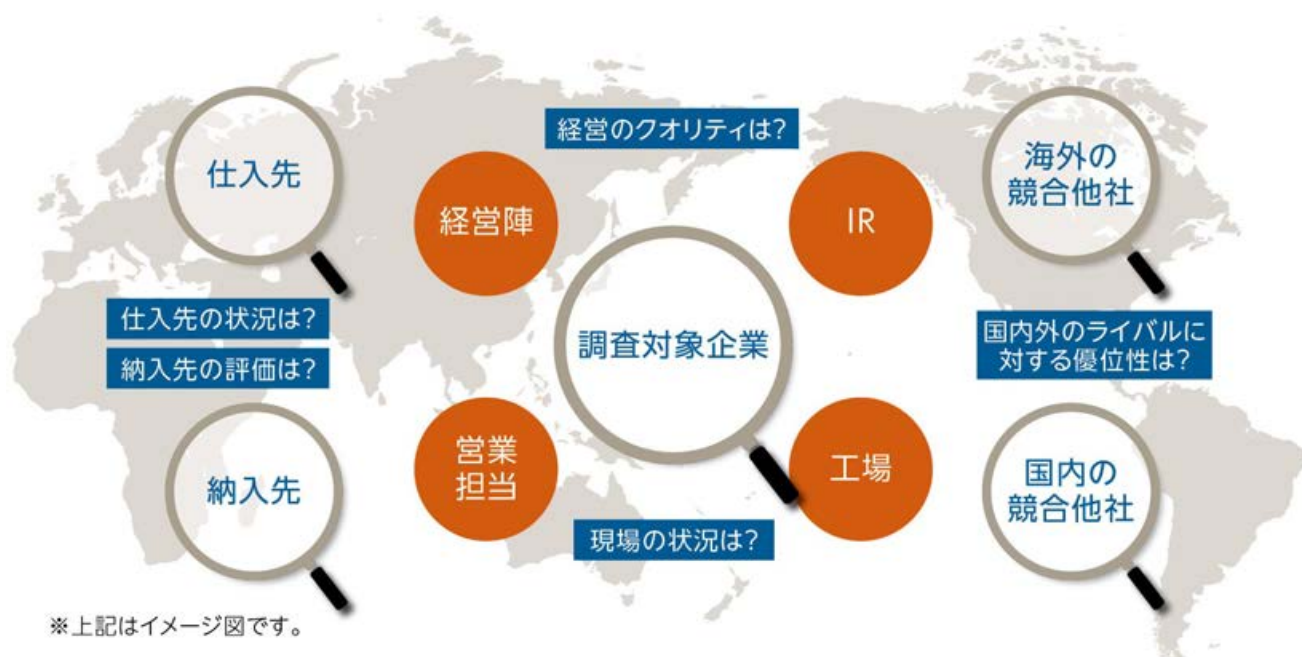 経営のクオリティは?
仕入先
経営陣
IR
海外の
競合他社
仕入先の状況は?
納入先の評価は?
調査対象企業
国内外のライバルに
対する優位性は?
納入先
営業
担当
工場
国内の
競合他社
現場の状況は?
※上記はイメージ図です。